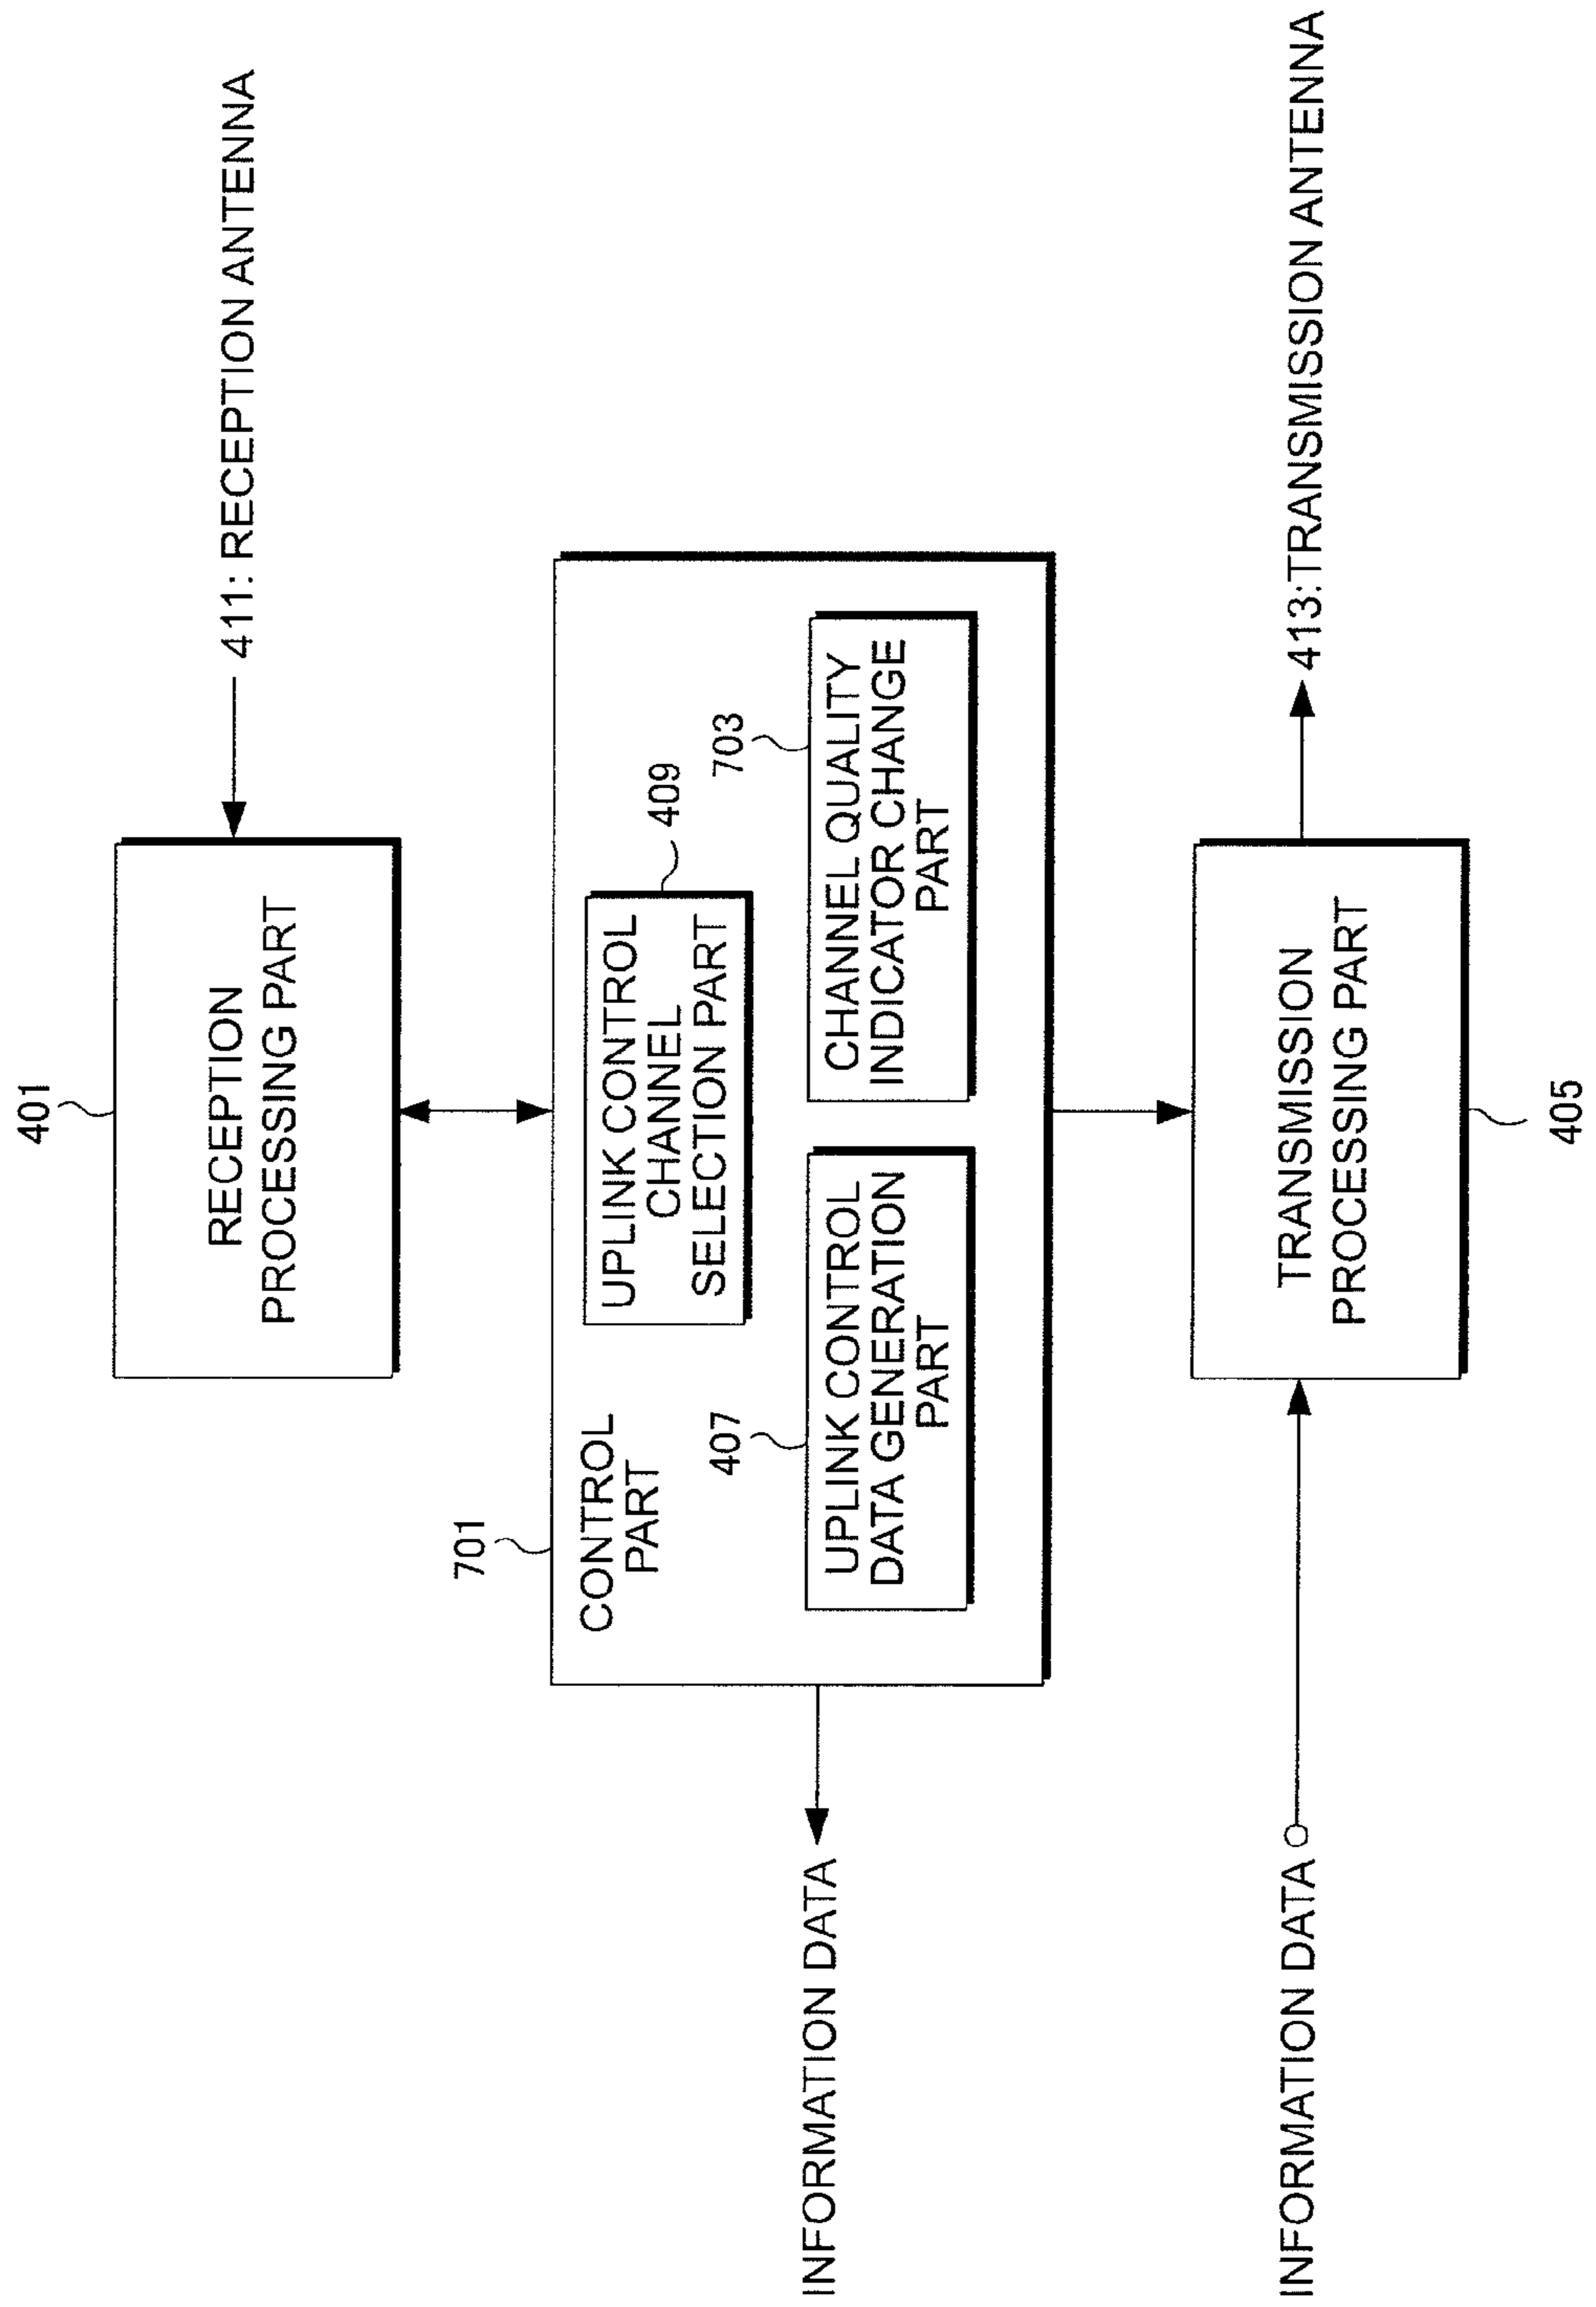 401
RECEPTION
PROCESSING PART
411: RECEPTION ANTENNA
701
CONTROL
PART
409
UPLINK CONTROL
CHANNEL
SELECTION PART
407
UPLINK CONTROL
DATA GENERATION
PART
703
CHANNEL QUALITY
INDICATOR CHANGE
PART
INFORMATION DATA
INFORMATION DATA
TRANSMISSION
PROCESSING PART
405
413:TRANSMISSION ANTENNA